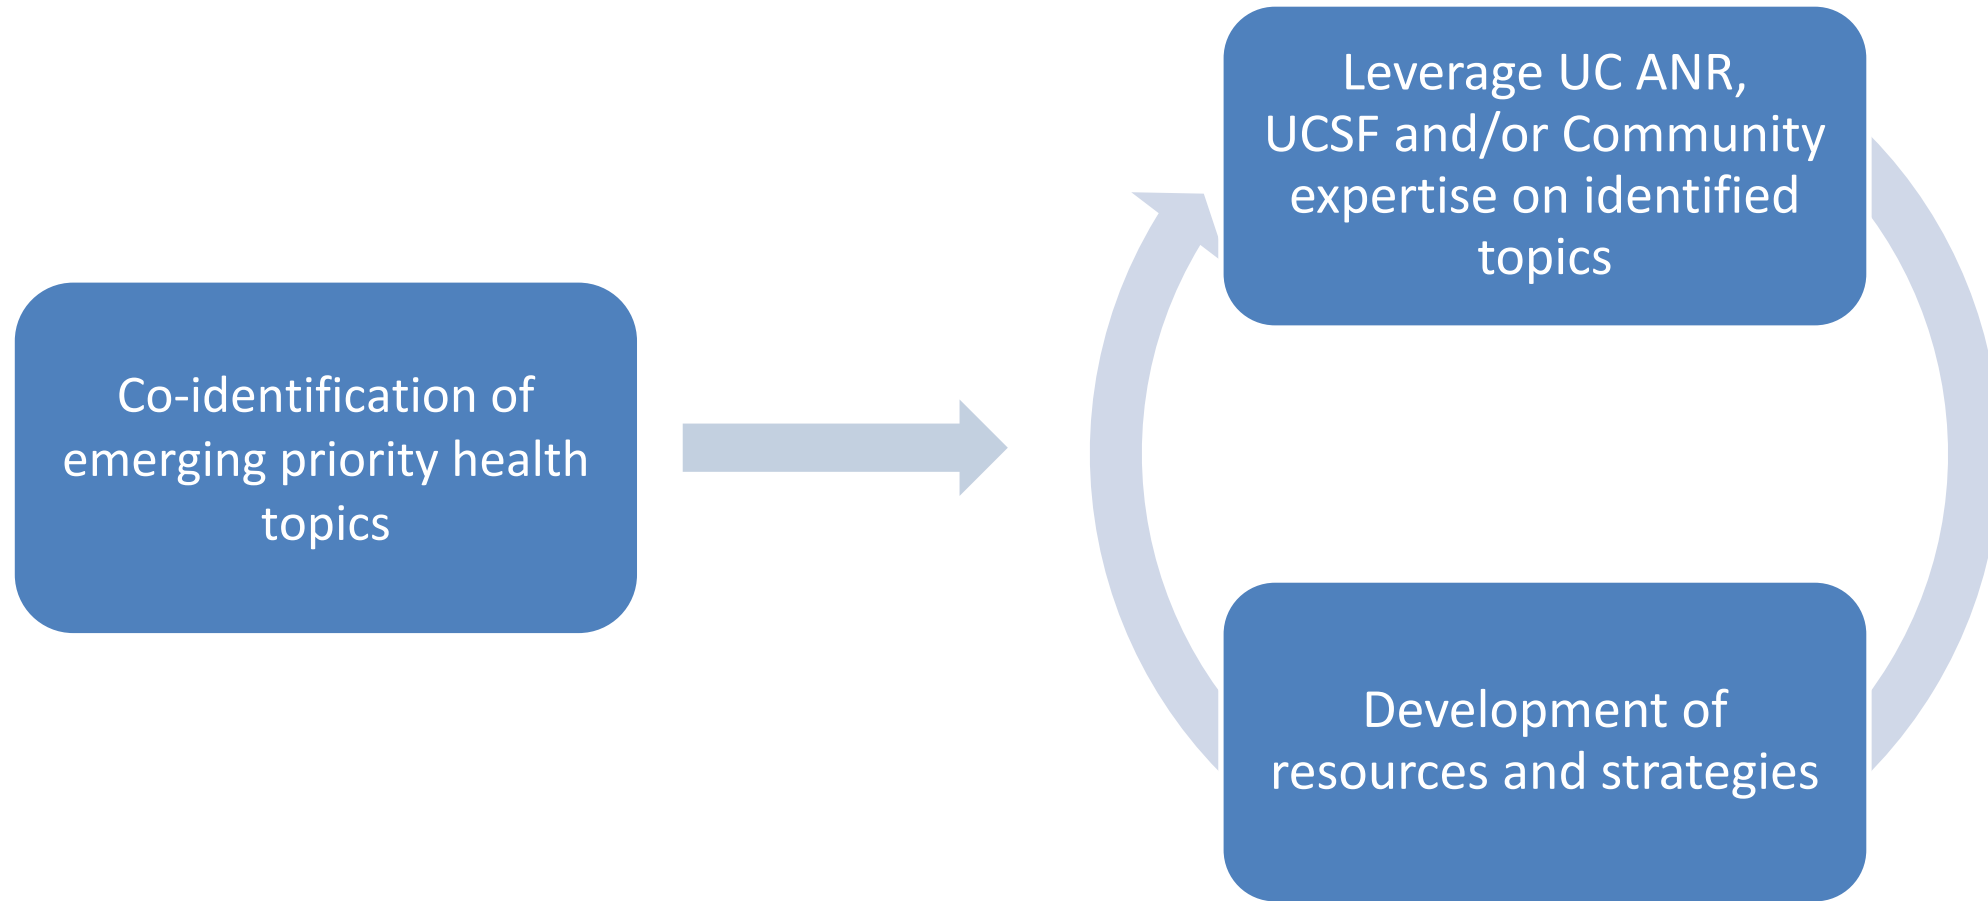 Co-identification of
emerging priority health
topics
Leverage UC ANR,
UCSF and/or Community
expertise on identified
topics
Development of
resources and strategies